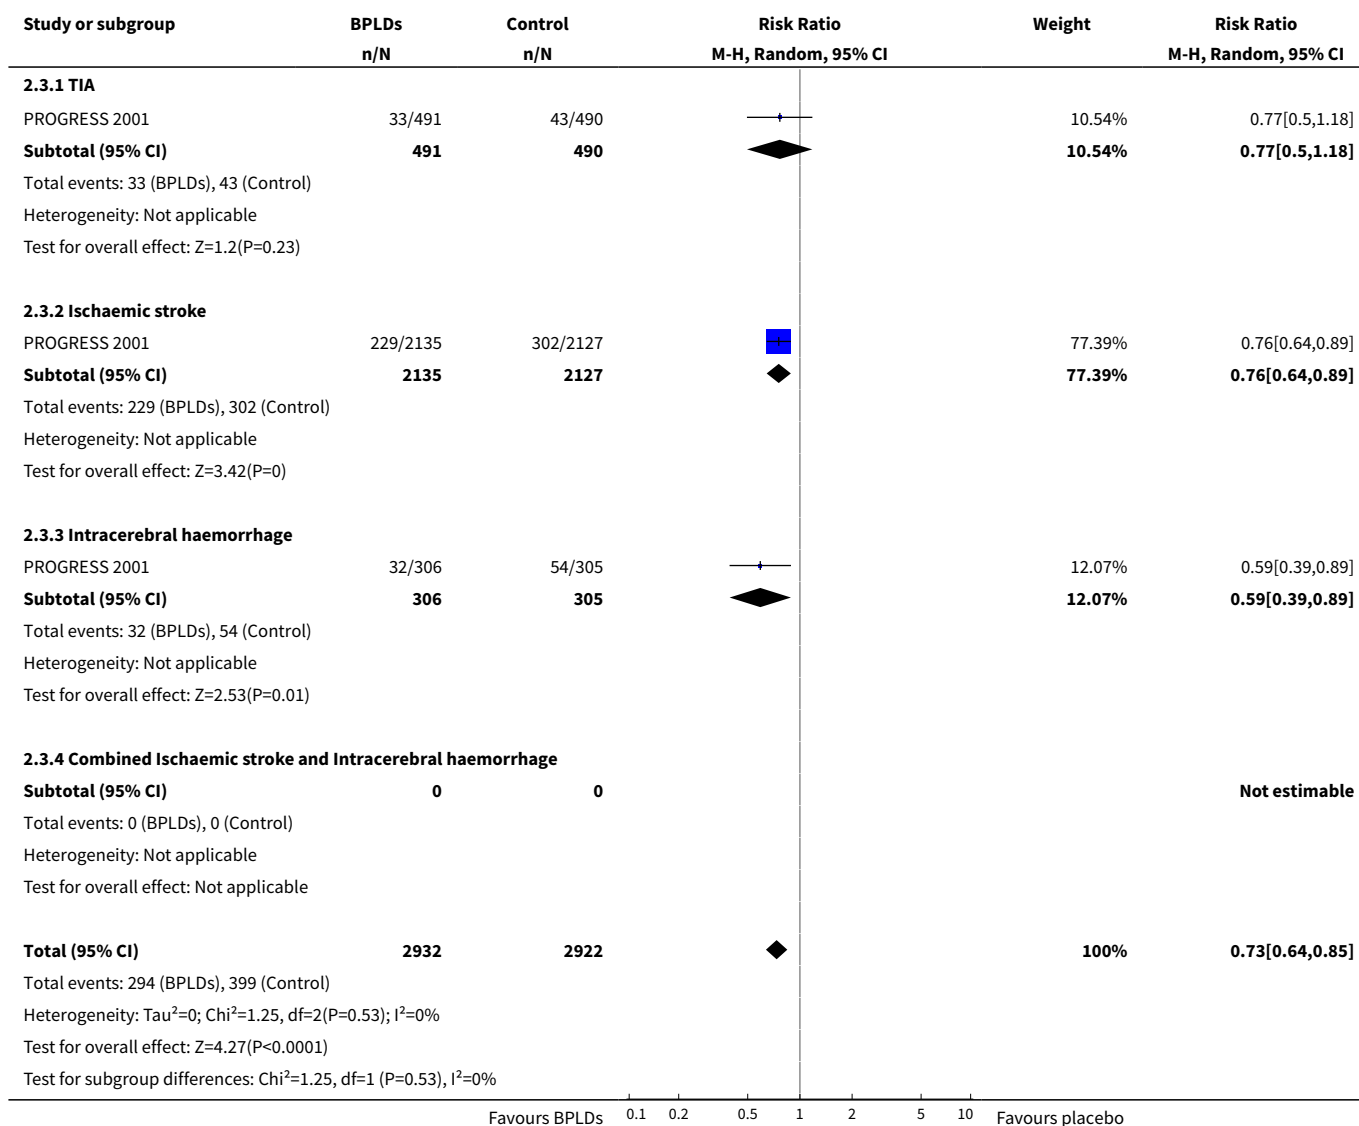 Study or subgroup BPLDs Control Risk Ratio Weight Risk Ratio
n/N n/N M-H, Random, 95% CI M-H, Random, 95% CI
2.3.1 TIA
PROGRESS 2001 33/491 43/490 10.54% 0.77[0.5,1.18]
Subtotal (95% CI) 491 490 10.54% 0.77[0.5,1.18]
Total events: 33 (BPLDs), 43 (Control)
Heterogeneity: Not applicable
Test for overall effect: Z=1.2(P=0.23)
2.3.2 Ischaemic stroke
PROGRESS 2001 229/2135 302/2127 77.39% 0.76[0.64,0.89]
Subtotal (95% CI) 2135 2127 77.39% 0.76[0.64,0.89]
Total events: 229 (BPLDs), 302 (Control)
Heterogeneity: Not applicable
Test for overall effect: Z=3.42(P=0)
2.3.3 Intracerebral haemorrhage
PROGRESS 2001 32/306 54/305 12.07% 0.59[0.39,0.89]
Subtotal (95% CI) 306 305 12.07% 0.59[0.39,0.89]
Total events: 32 (BPLDs), 54 (Control)
Heterogeneity: Not applicable
Test for overall effect: Z=2.53(P=0.01)
2.3.4 Combined Ischaemic stroke and Intracerebral haemorrhage
Subtotal (95% CI) 0 0 Not estimable
Total events: 0 (BPLDs), 0 (Control)
Heterogeneity: Not applicable
Test for overall effect: Not applicable
Total (95% CI) 2932 2922 100% 0.73[0.64,0.85]
Total events: 294 (BPLDs), 399 (Control)
Heterogeneity: Tau²=0; Chi²=1.25, df=2(P=0.53); I²=0%
Test for overall effect: Z=4.27(P<0.0001)
Test for subgroup differences: Chi²=1.25, df=1 (P=0.53), I²=0%
Favours BPLDs 0.1 0.2 0.5 1 2 5 10 Favours placebo